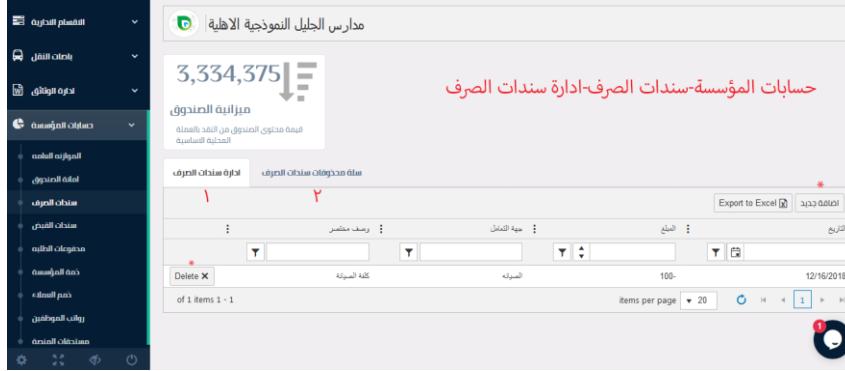 مدارس الجليل النموذجية الاهلية
الاقسام الادارية
باصات النقل
ادارة الوثائق
حسابات المؤسسة
الموازنه العامه
امانة الصندوق
سندات الصرف
سندات القبض
مدفوعات الطلبه
ذمة المؤسسة
ذمم العملاء
رواتب الموظفين
مستحقات المنصة
3,334,375
ميزانية الصندوق
قيمة محتوى الصندوق من النقد بالعملة
المحلية الاساسية
حسابات المؤسسة-سندات الصرف-ادارة سندات الصرف
ادارة سندات الصرف
سلة محذوفات سندات الصرف
١
٢
*
اضافة جديد
Export to Excel
التاريخ
المبلغ
جهة التعامل
وصف مختصر
*
12/16/2018
100-
الصيانه
كلفة الصيانة
Delete
1 - 1 of 1 items
1
20
items per page
1